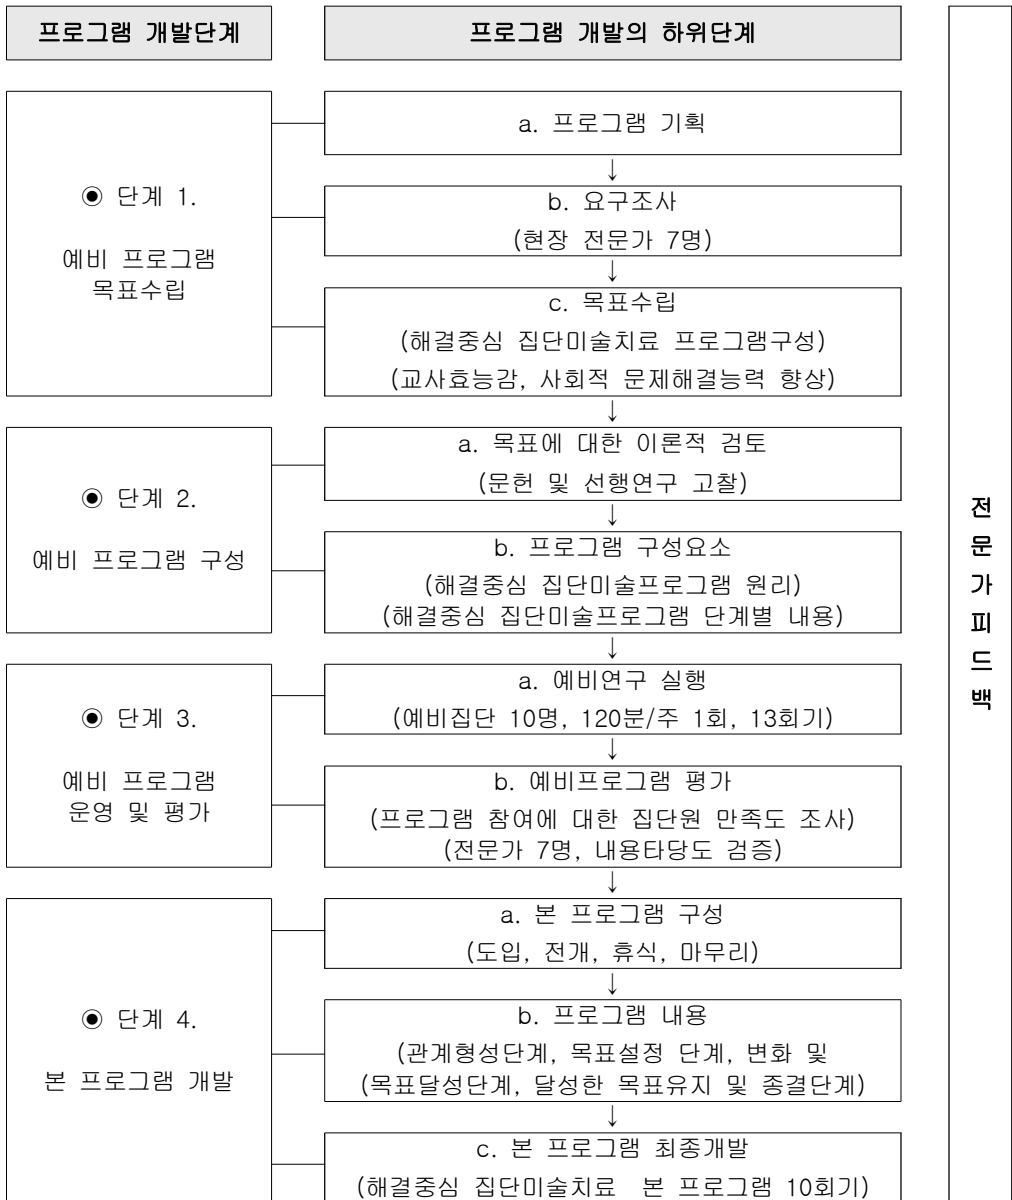 프로그램 개발단계
프로그램 개발의 하위단계
◉ 단계 1.
예비 프로그램
목표수립
a. 프로그램 기획
↓
b. 요구조사
(현장 전문가 7명)
↓
c. 목표수립
(해결중심 집단미술치료 프로그램구성)
(교사효능감, 사회적 문제해결능력 향상)
↓
◉ 단계 2.
예비 프로그램 구성
a. 목표에 대한 이론적 검토
(문헌 및 선행연구 고찰)
↓
b. 프로그램 구성요소
(해결중심 집단미술프로그램 원리)
(해결중심 집단미술프로그램 단계별 내용)
↓
◉ 단계 3.
예비 프로그램
운영 및 평가
a. 예비연구 실행
(예비집단 10명, 120분/주 1회, 13회기)
↓
b. 예비프로그램 평가
(프로그램 참여에 대한 집단원 만족도 조사)
(전문가 7명, 내용타당도 검증)
↓
◉ 단계 4.
본 프로그램 개발
a. 본 프로그램 구성
(도입, 전개, 휴식, 마무리)
↓
b. 프로그램 내용
(관계형성단계, 목표설정 단계, 변화 및
(목표달성단계, 달성한 목표유지 및 종결단계)
↓
c. 본 프로그램 최종개발
(해결중심 집단미술치료 본 프로그램 10회기)
전
문
가
피
드
백